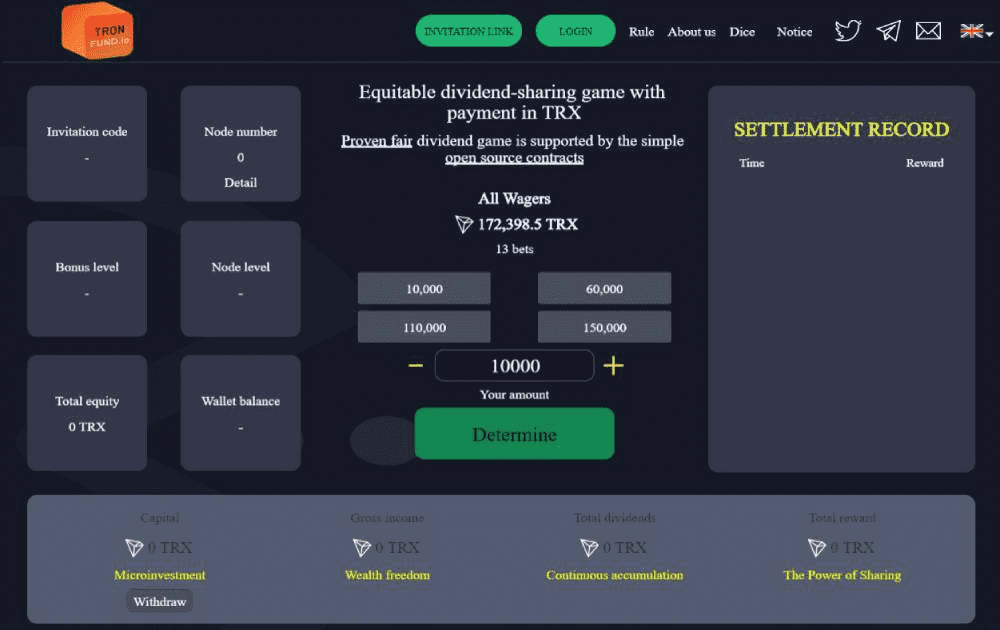 TRON
FUND.io
INVITATION LINK
LOGIN
Rule
About us
Dice
Notice
Invitation code
-
Node number
0
Detail
Bonus level
-
Node level
-
Total equity
0 TRX
Wallet balance
-
Equitable dividend-sharing game with
payment in TRX
Proven fair dividend game is supported by the simple
open source contracts
All Wagers
172,398.5 TRX
13 bets
10,000
60,000
110,000
150,000
− 10000 +
Your amount
Determine
SETTLEMENT RECORD
Time
Reward
Capital
0 TRX
Microinvestment
Withdraw
Gross income
0 TRX
Wealth freedom
Total dividends
0 TRX
Continuous accumulation
Total reward
0 TRX
The Power of Sharing